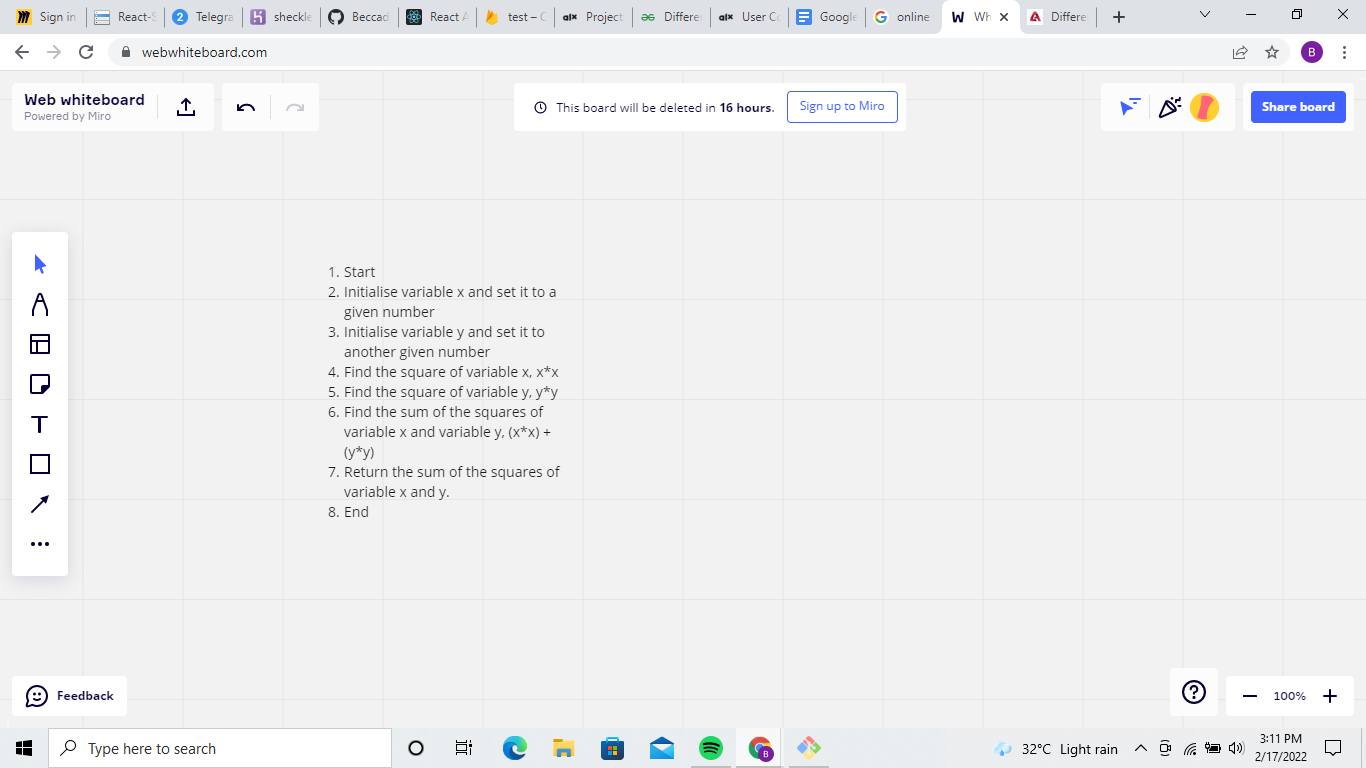 Sign in
React-S
Telegra
sheckle
Beccad
React A
test – C
Project
Differe
User Co
Google
online
Wh
Differe
webwhiteboard.com
B
Web whiteboard
Powered by Miro
This board will be deleted in 16 hours.
Sign up to Miro
Share board
1. Start
2. Initialise variable x and set it to a
given number
3. Initialise variable y and set it to
another given number
4. Find the square of variable x, x*x
5. Find the square of variable y, y*y
6. Find the sum of the squares of
variable x and variable y, (x*x) +
(y*y)
7. Return the sum of the squares of
variable x and y.
8. End
Feedback
100%
Type here to search
32°C Light rain
3:11 PM
2/17/2022